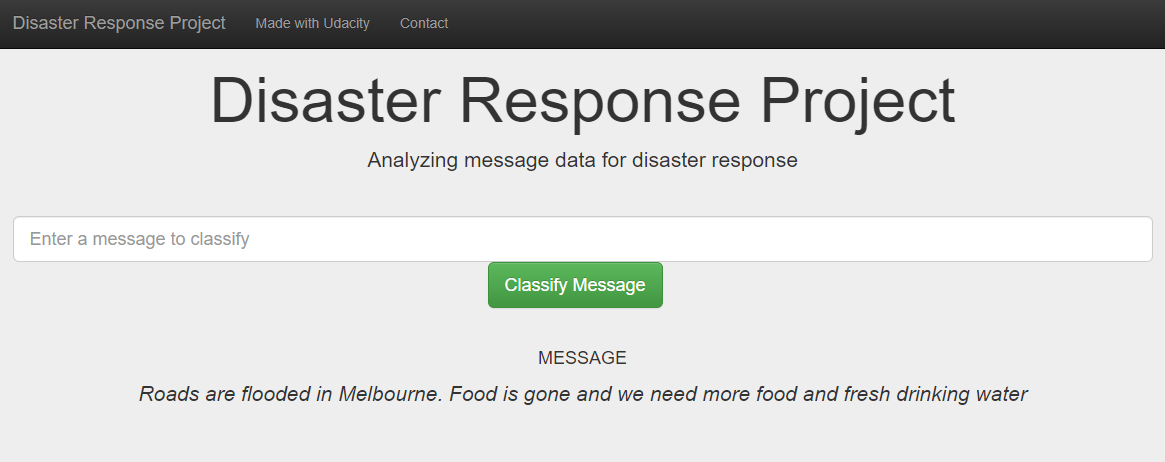 Disaster Response Project Made with Udacity Contact
Disaster Response Project
Analyzing message data for disaster response
Enter a message to classify
Classify Message
MESSAGE
Roads are flooded in Melbourne. Food is gone and we need more food and fresh drinking water